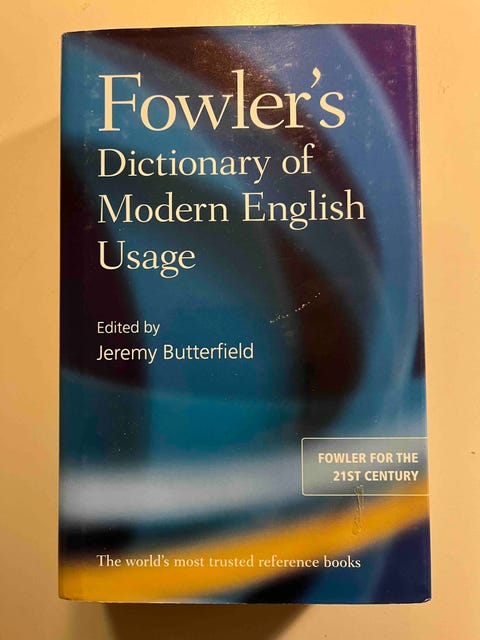 Fowler's
Dictionary of
Modern English
Usage
Edited by
Jeremy Butterfield
FOWLER FOR THE
21ST CENTURY
The world's most trusted reference books